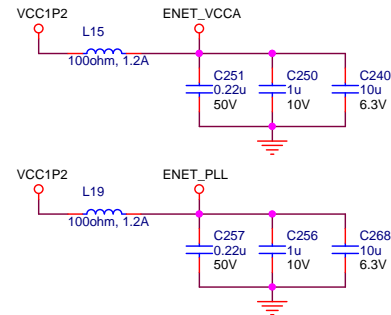 VCC1P2
L15
100ohm, 1.2A
ENET_VCCA
C251
0.22u
50V
C250
1u
10V
C240
10u
6.3V
VCC1P2
L19
100ohm, 1.2A
ENET_PLL
C257
0.22u
50V
C256
1u
10V
C268
10u
6.3V